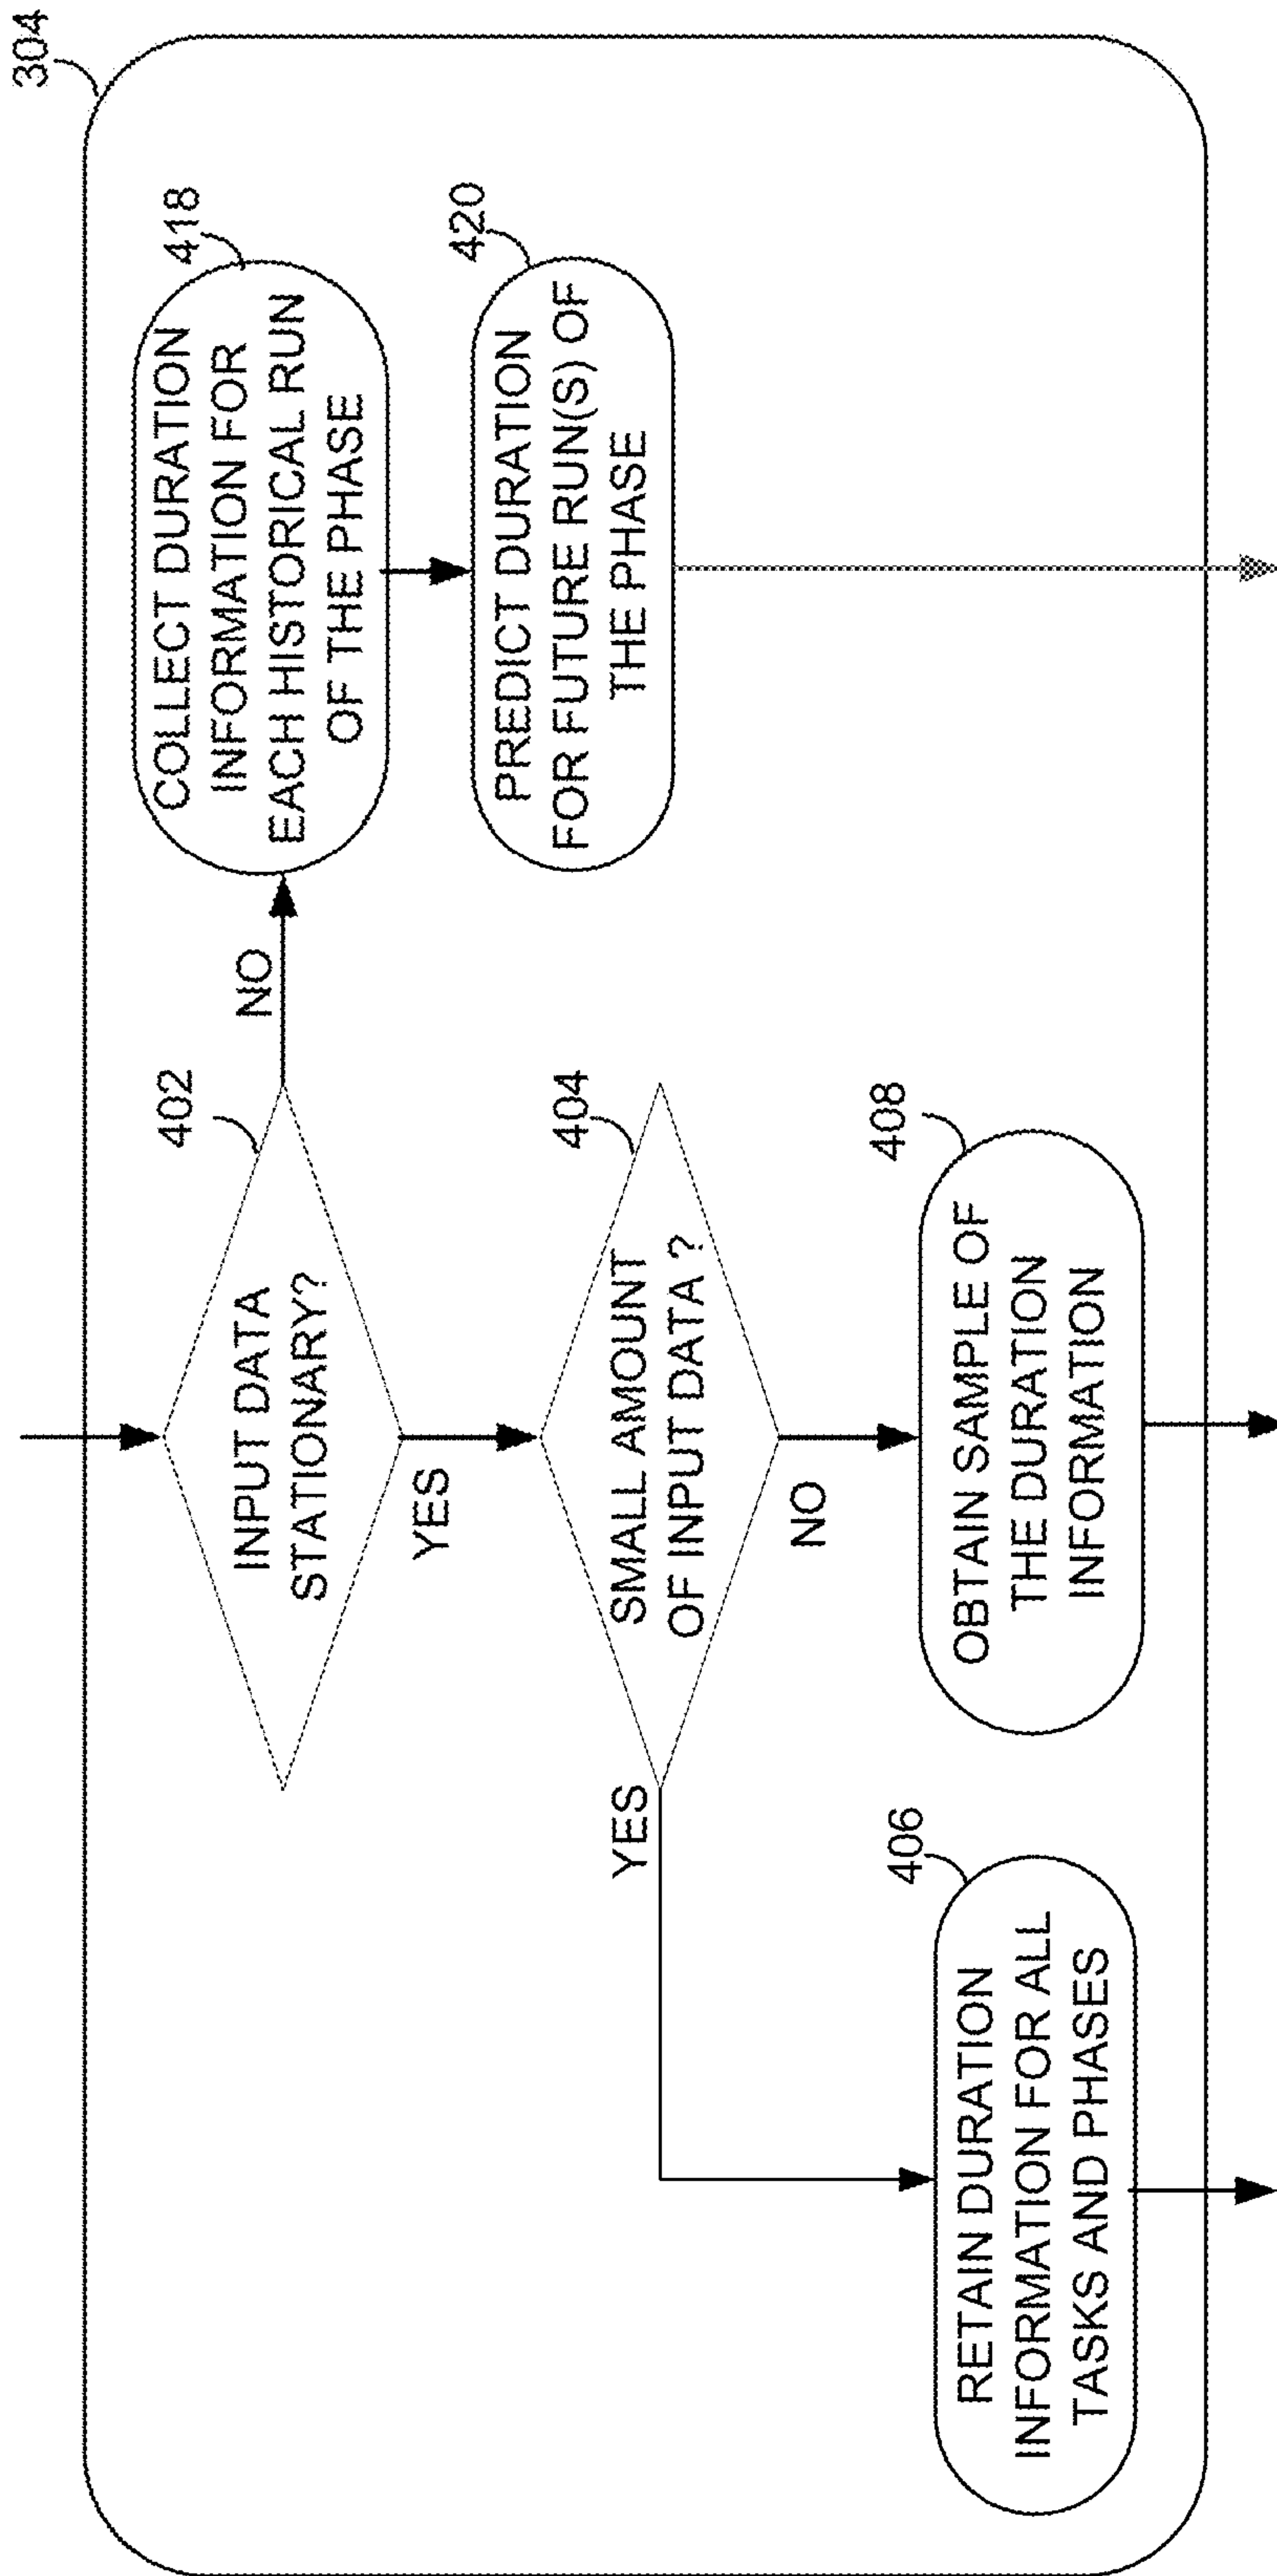 304
402
INPUT DATA
STATIONARY?
NO
418
COLLECT DURATION
INFORMATION FOR
EACH HISTORICAL RUN
OF THE PHASE
YES
404
SMALL AMOUNT
OF INPUT DATA ?
420
PREDICT DURATION
FOR FUTURE RUN(S) OF
THE PHASE
YES
NO
406
RETAIN DURATION
INFORMATION FOR ALL
TASKS AND PHASES
408
OBTAIN SAMPLE OF
THE DURATION
INFORMATION